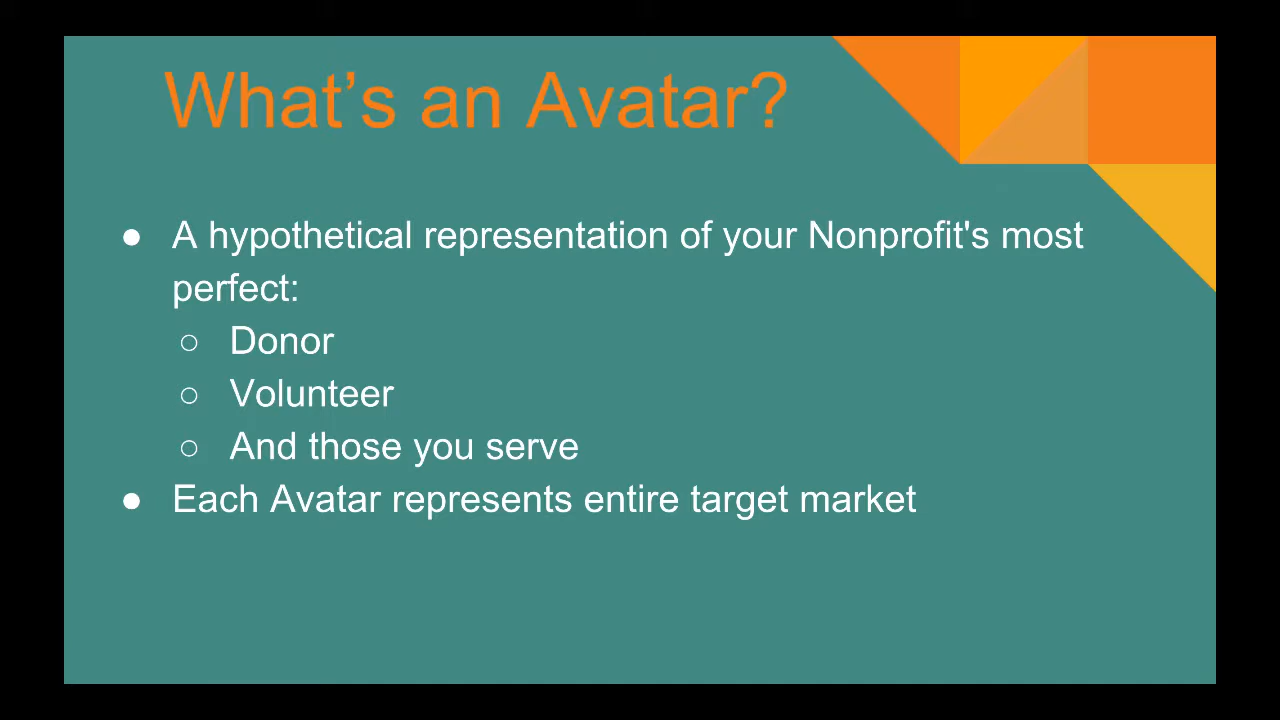 What’s an Avatar?
● A hypothetical representation of your Nonprofit's most
perfect:
○ Donor
○ Volunteer
○ And those you serve
● Each Avatar represents entire target market